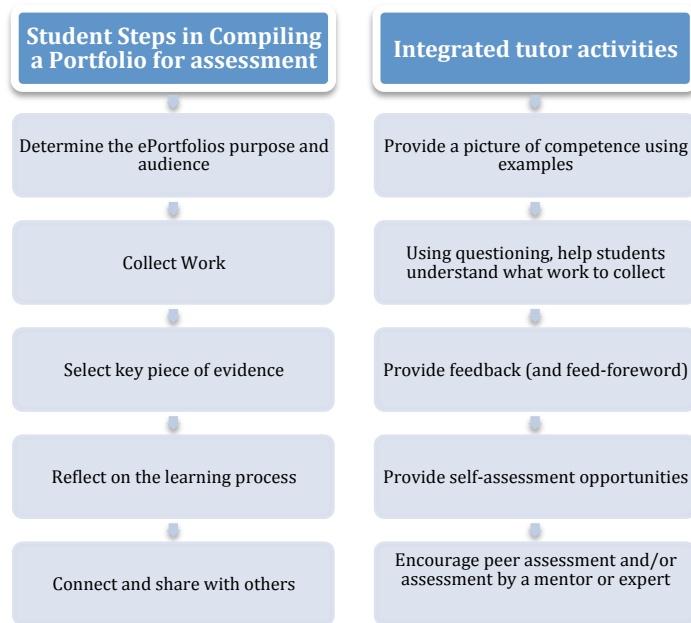 Student Steps in Compiling
a Portfolio for assessment
Determine the ePortfolios purpose and
audience
Collect Work
Select key piece of evidence
Reflect on the learning process
Connect and share with others
Integrated tutor activities
Provide a picture of competence using
examples
Using questioning, help students
understand what work to collect
Provide feedback (and feed-foreword)
Provide self-assessment opportunities
Encourage peer assessment and/or
assessment by a mentor or expert